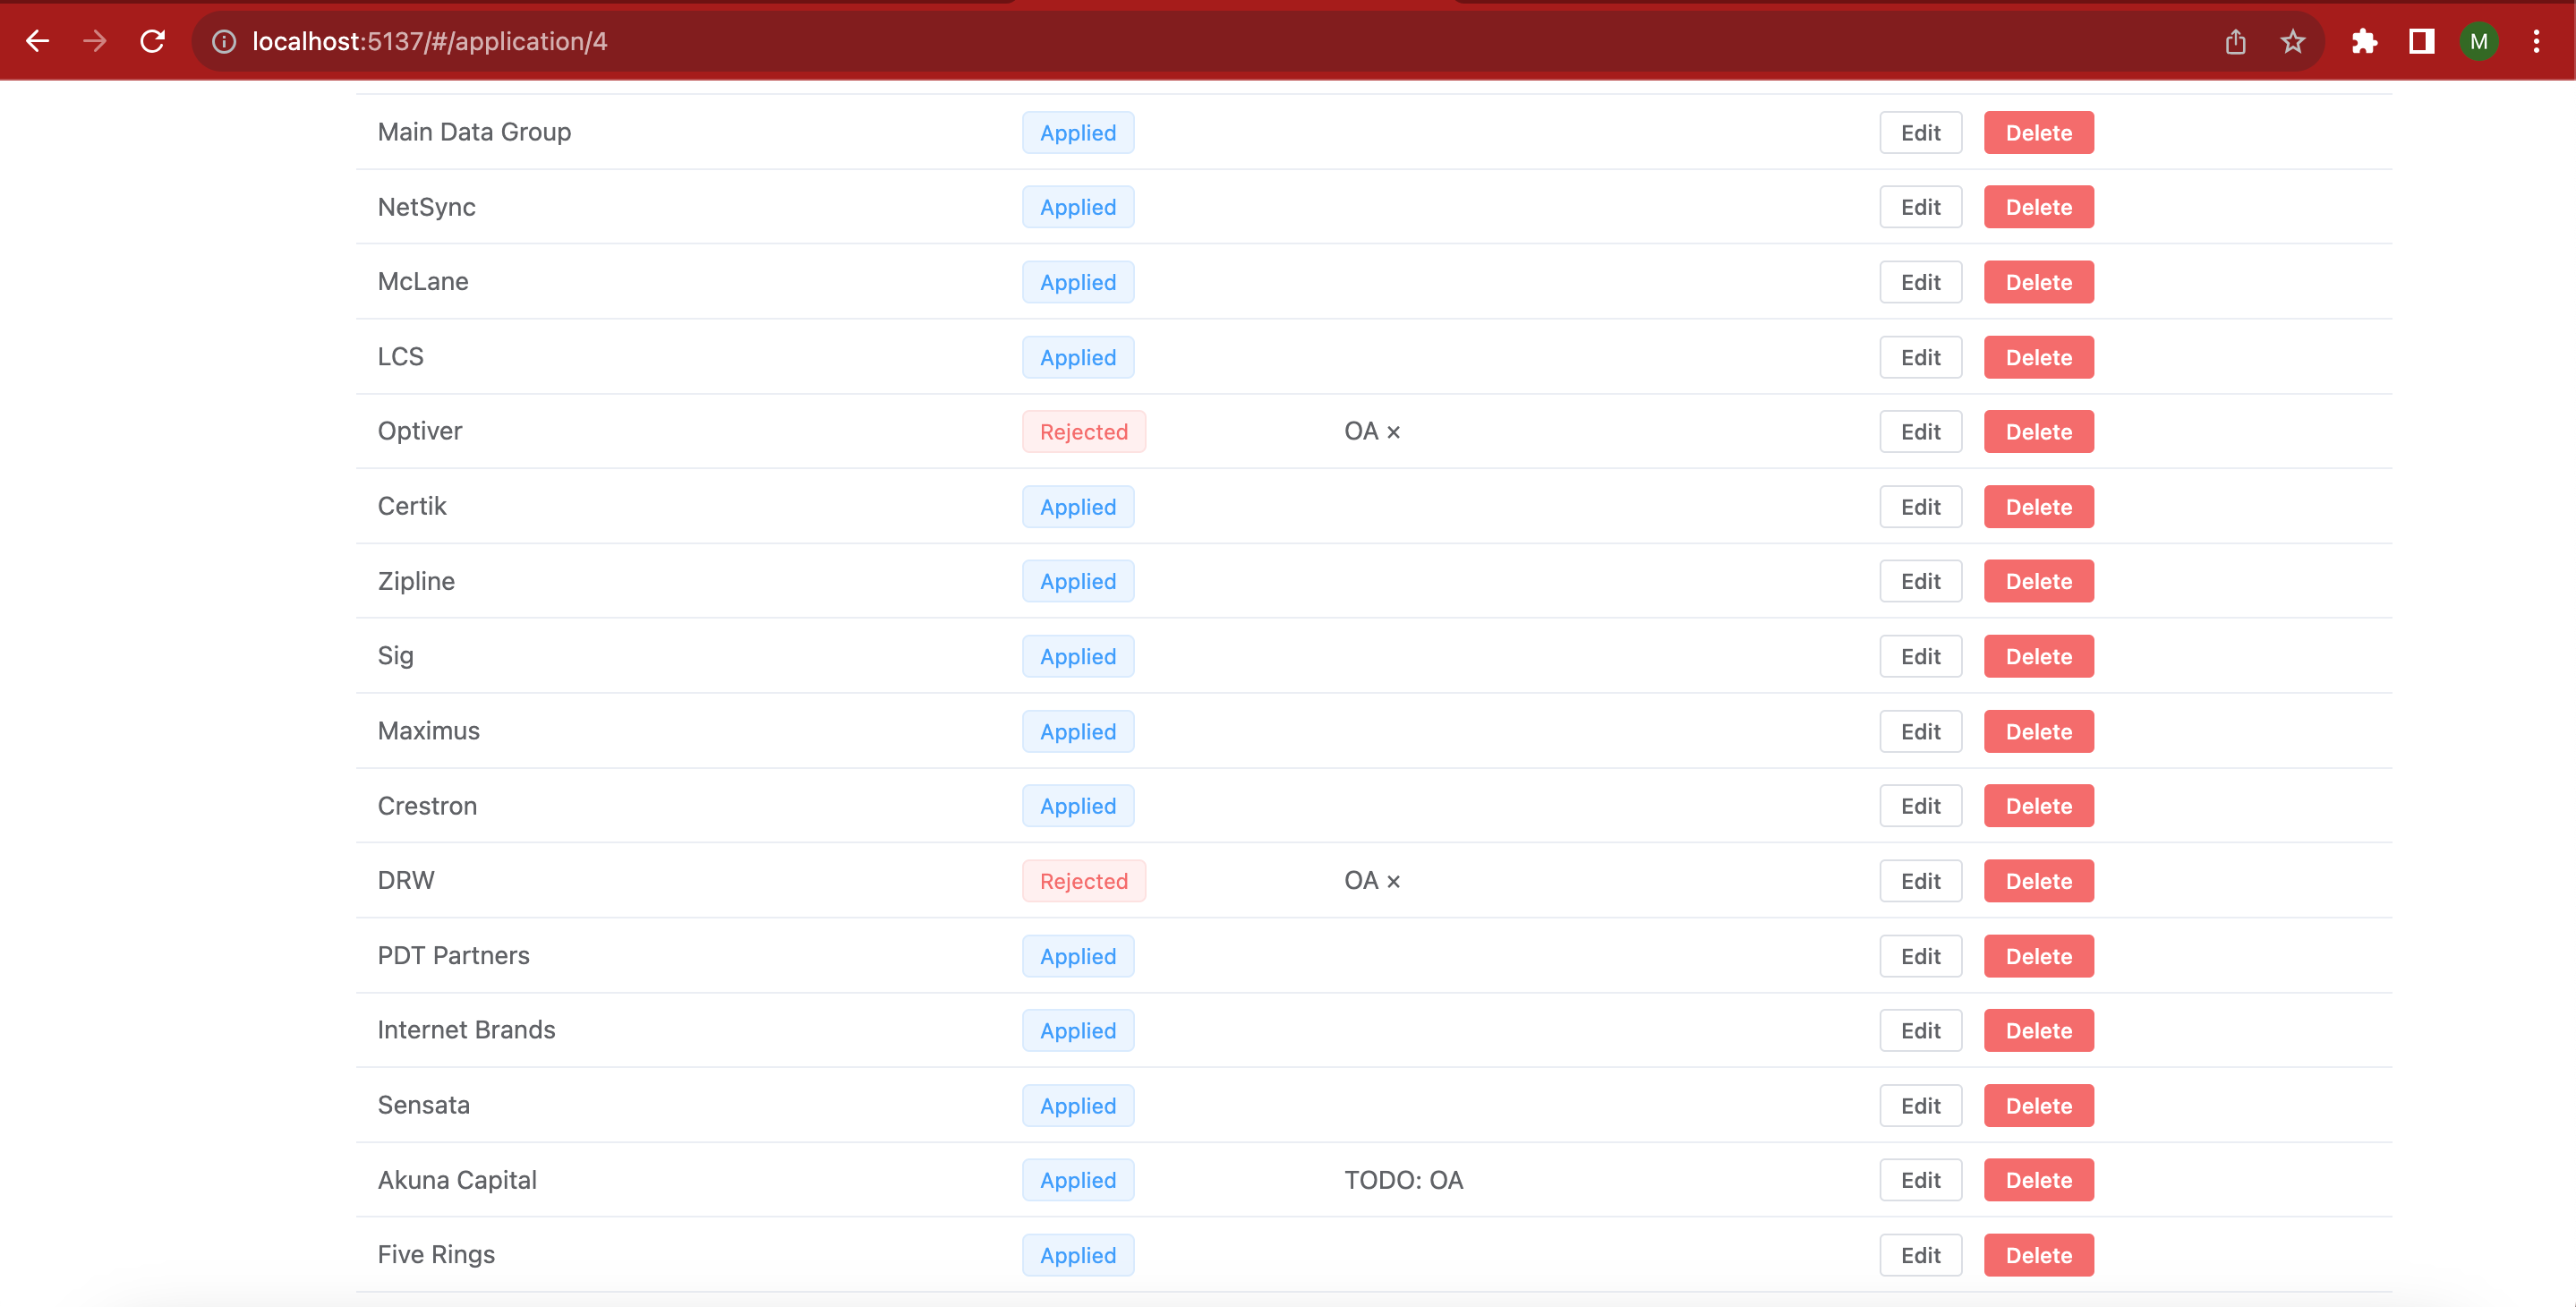 localhost:5137/#/application/4
M
Main Data Group Applied Edit Delete
NetSync Applied Edit Delete
McLane Applied Edit Delete
LCS Applied Edit Delete
Optiver Rejected OA × Edit Delete
Certik Applied Edit Delete
Zipline Applied Edit Delete
Sig Applied Edit Delete
Maximus Applied Edit Delete
Crestron Applied Edit Delete
DRW Rejected OA × Edit Delete
PDT Partners Applied Edit Delete
Internet Brands Applied Edit Delete
Sensata Applied Edit Delete
Akuna Capital Applied TODO: OA Edit Delete
Five Rings Applied Edit Delete